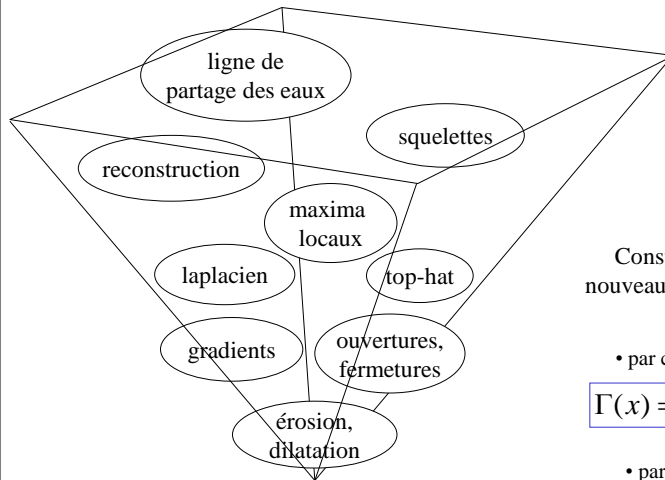 ligne de
partage des eaux
squelettes
reconstruction
maxima
locaux
laplacien
top-hat
gradients
ouvertures,
fermetures
érosion,
dilatation
nouveau
• par
Γ(x) =
• par